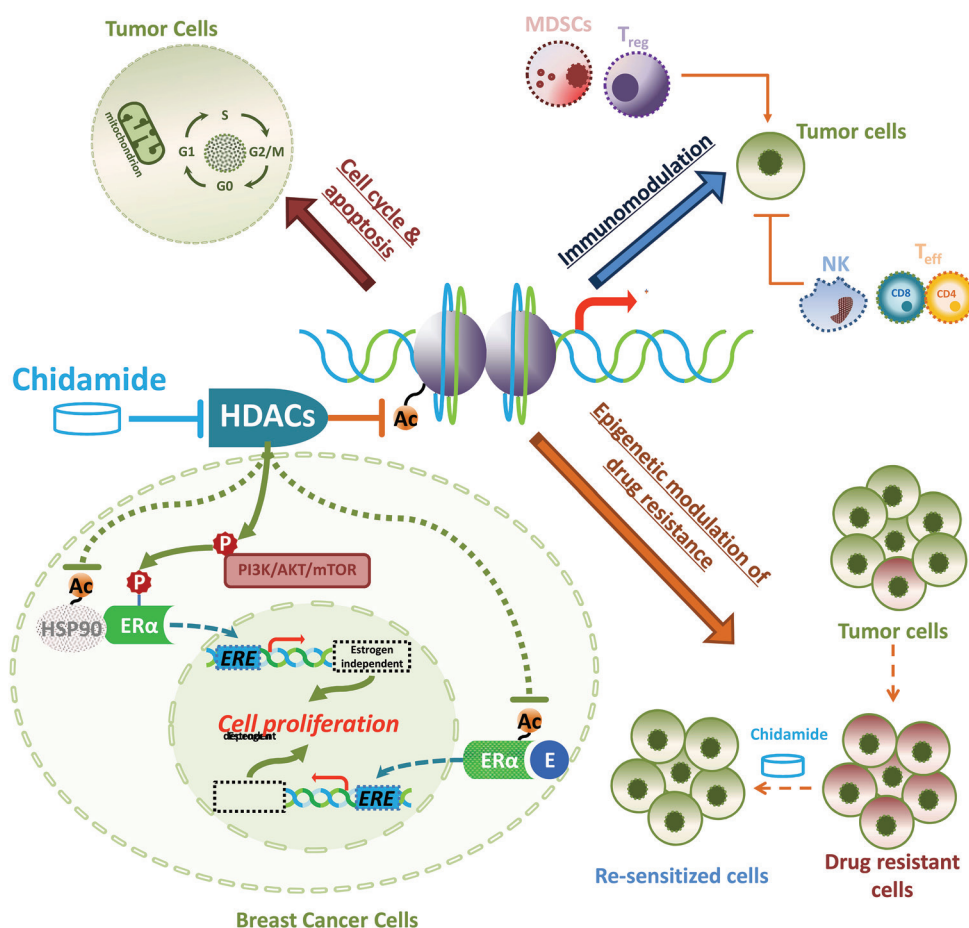 Tumor Cells
mitochondrion
S
G1
G2/M
G0
Cell cycle &
apoptosis
MDSCs
Treg
Tumor cells
Immunomodulation
NK
Teff
CD8
CD4
Chidamide
HDACs
Ac
Epigenetic modulation of
drug resistance
P
PI3K/AKT/mTOR
Ac
P
HSP90
ERα
ERE
Estrogen
independent
Cell proliferation
Ac
ERα
E
ERE
Breast Cancer Cells
Tumor cells
Chidamide
Re-sensitized cells
Drug resistant
cells